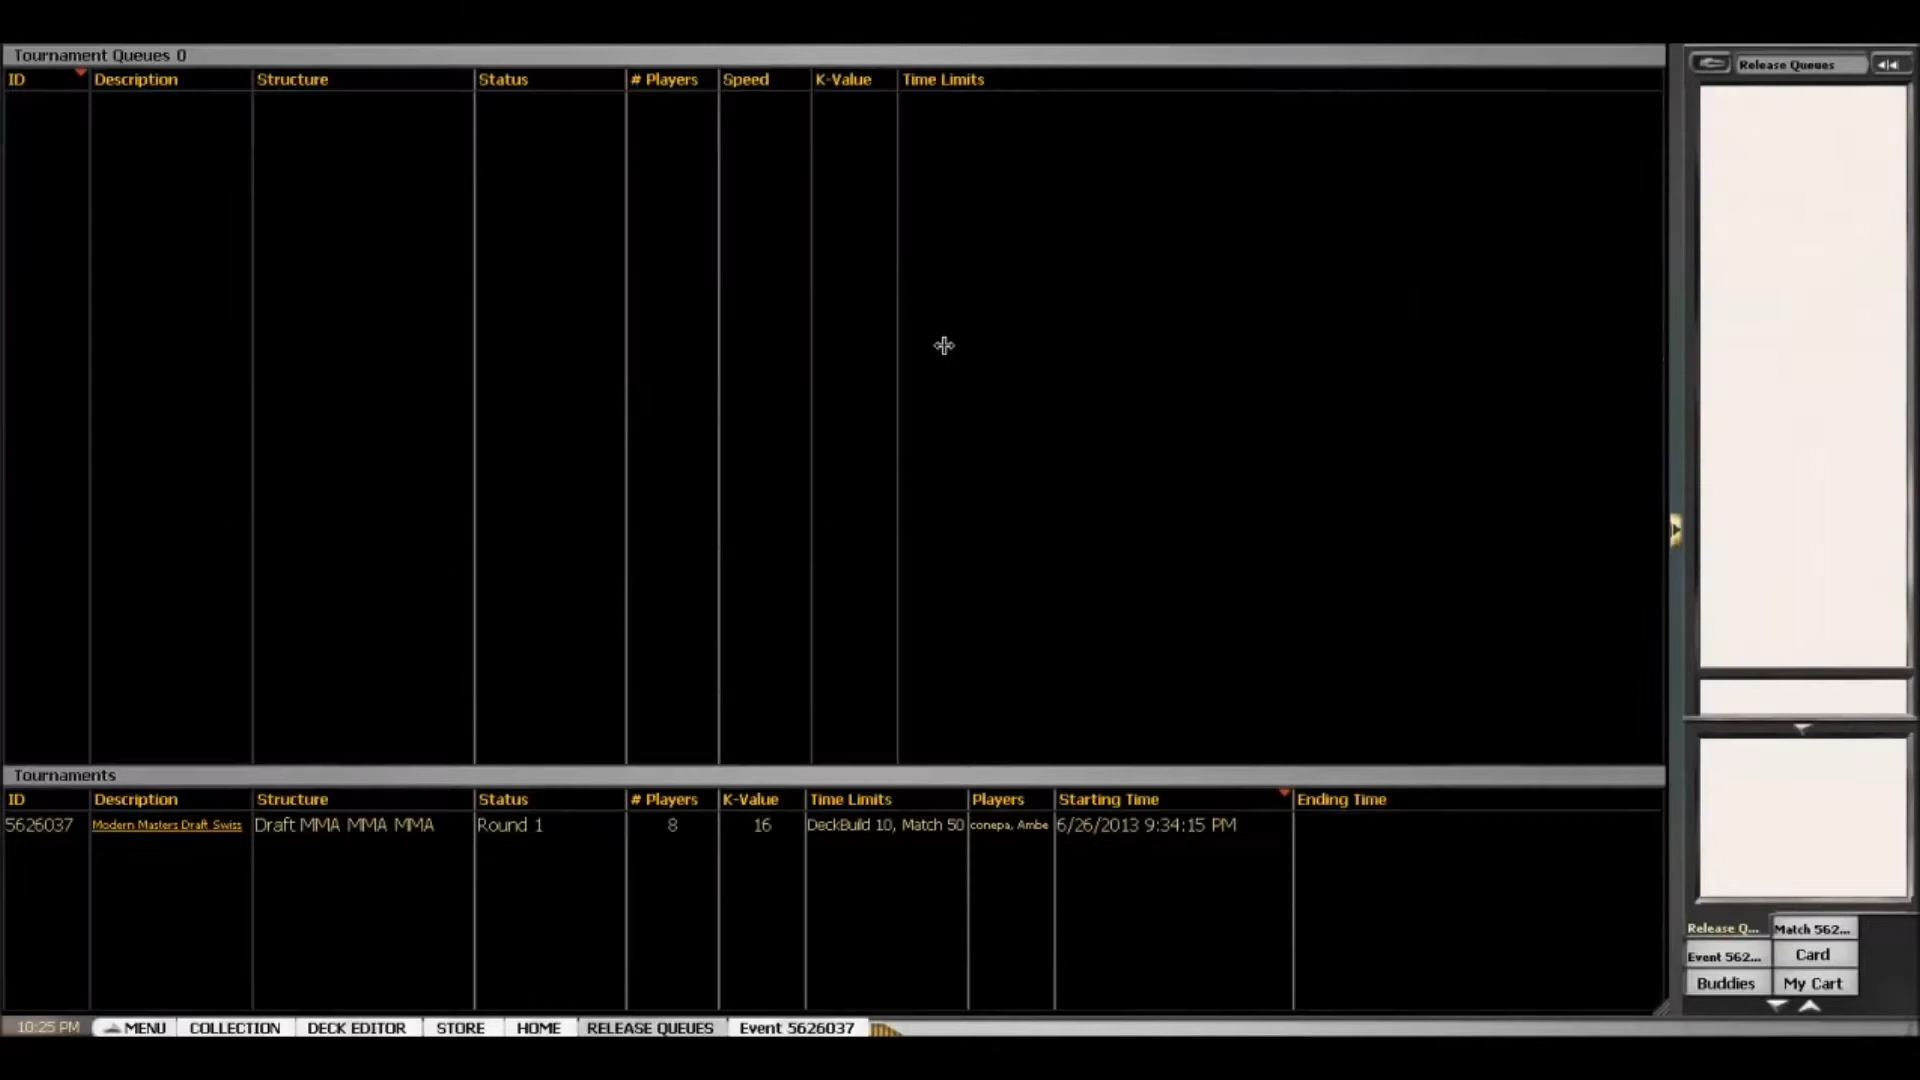 Tournament Queues 0
ID Description Structure Status # Players Speed K-Value Time Limits
Release Queues
Tournaments
ID Description Structure Status # Players K-Value Time Limits Players Starting Time Ending Time
5626037 Modern Masters Draft Swiss Draft MMA MMA MMA Round 1 8 16 DeckBuild 10, Match 50 conepa, Ambe 6/26/2013 9:34:15 PM
Release Q... Match 562...
Event 562... Card
Buddies My Cart
10:25 PM MENU COLLECTION DECK EDITOR STORE HOME RELEASE QUEUES Event 5626037